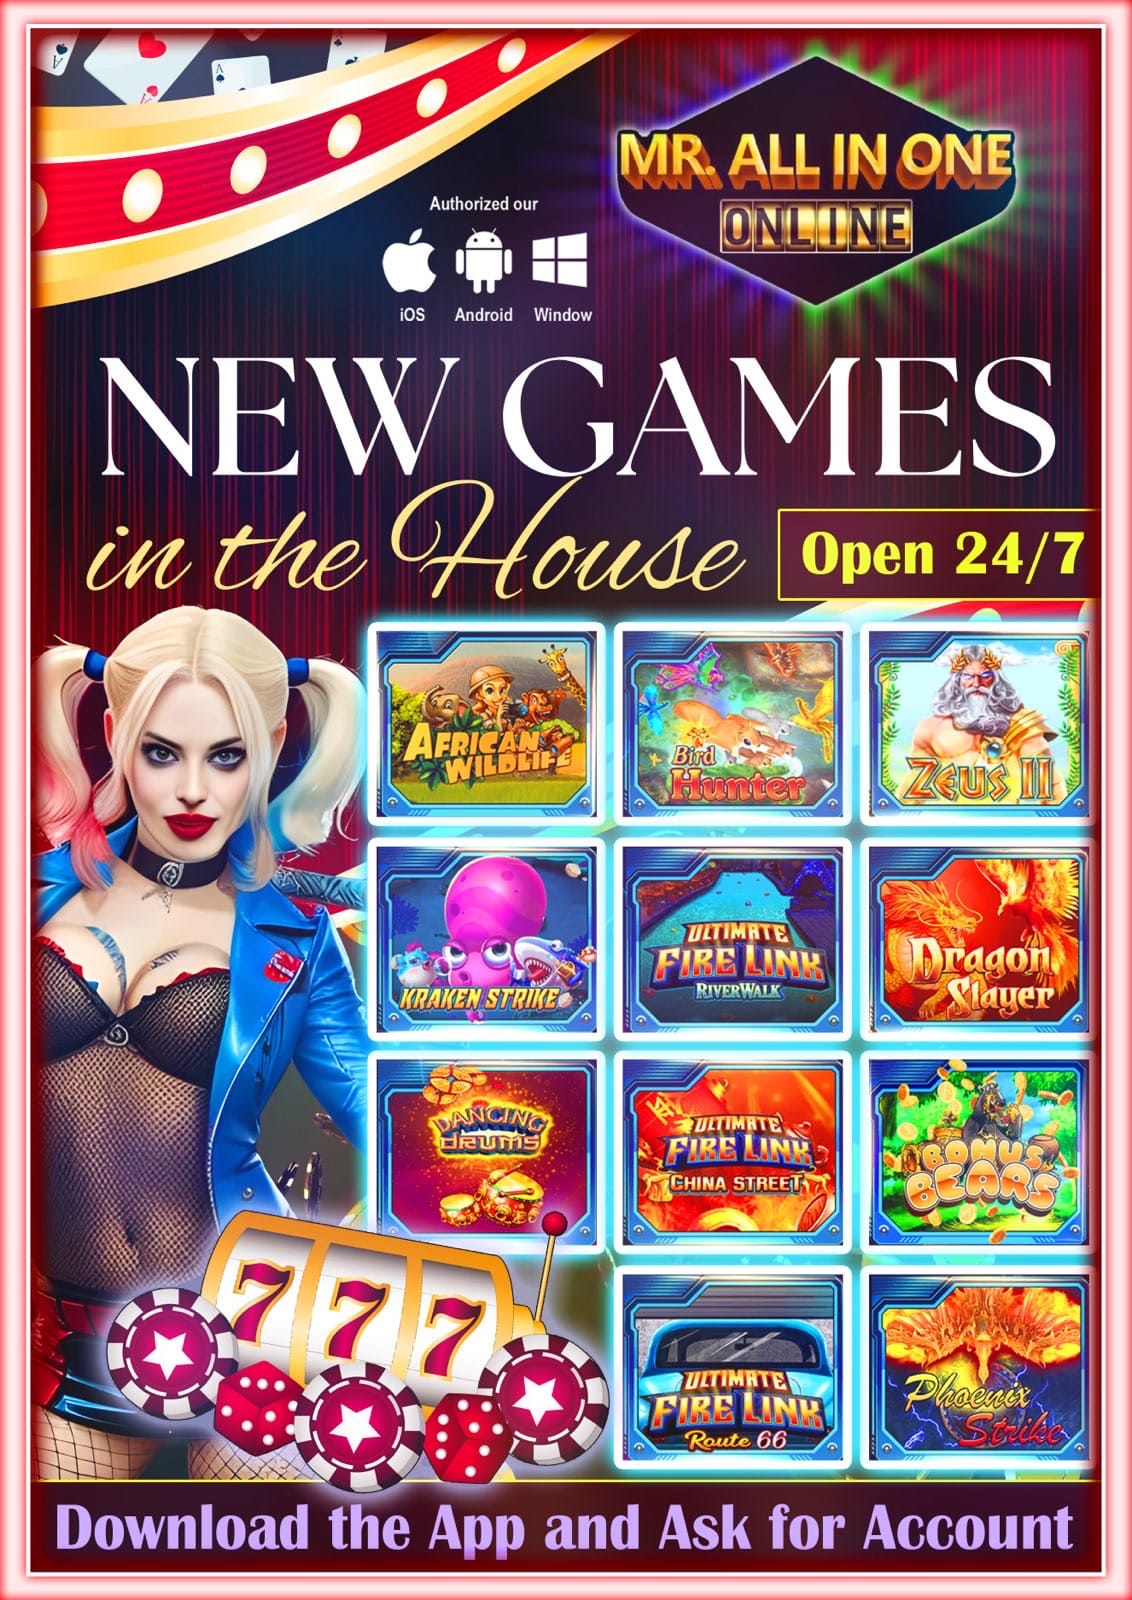 MR. ALL IN ONE
ONLINE
Authorized our
iOS Android Window
NEW GAMES
in the House
Open 24/7
AFRICAN
WILDLIFE
Bird
Hunter
ZEUS II
KRAKEN STRIKE
ULTIMATE
FIRE LINK
RIVERWALK
Dragon
Slayer
DANCING
DRUMS
ULTIMATE
FIRE LINK
CHINA STREET
BONUS
BEARS
777
ULTIMATE
FIRE LINK
Route 66
Phoenix
Strike
Download the App and Ask for Account